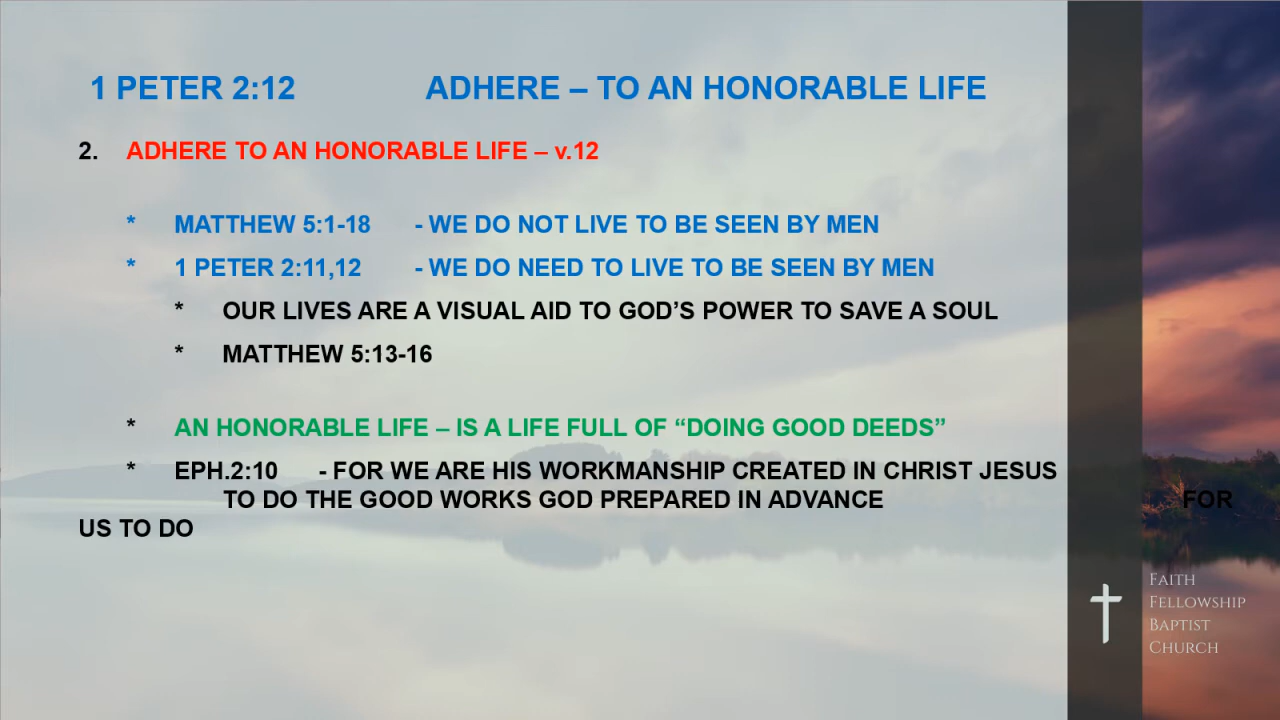 1 PETER 2:12 ADHERE – TO AN HONORABLE LIFE
2. ADHERE TO AN HONORABLE LIFE – v.12
* MATTHEW 5:1-18 - WE DO NOT LIVE TO BE SEEN BY MEN
* 1 PETER 2:11,12 - WE DO NEED TO LIVE TO BE SEEN BY MEN
* OUR LIVES ARE A VISUAL AID TO GOD’S POWER TO SAVE A SOUL
* MATTHEW 5:13-16
* AN HONORABLE LIFE – IS A LIFE FULL OF “DOING GOOD DEEDS”
* EPH.2:10 - FOR WE ARE HIS WORKMANSHIP CREATED IN CHRIST JESUS
TO DO THE GOOD WORKS GOD PREPARED IN ADVANCE FOR
US TO DO
FAITH
FELLOWSHIP
BAPTIST
CHURCH